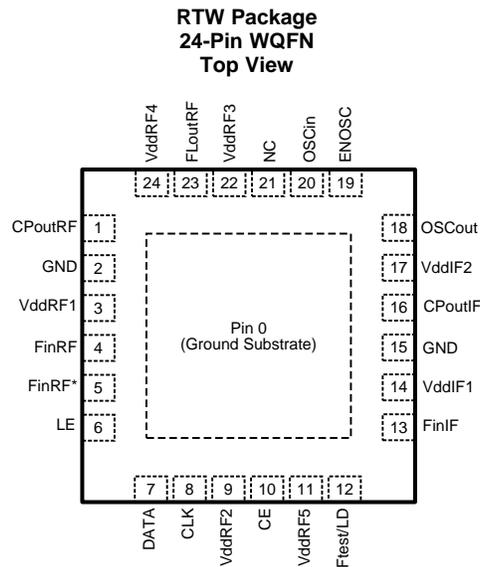 RTW Package
24-Pin WQFN
Top View
VddRF4
FLoutRF
VddRF3
NC
OSCin
ENOSC
24 23 22 21 20 19
CPoutRF 1
GND 2
VddRF1 3
FinRF 4
FinRF* 5
LE 6
Pin 0
(Ground Substrate)
18 OSCout
17 VddIF2
16 CPoutIF
15 GND
14 VddIF1
13 FinIF
7 8 9 10 11 12
DATA
CLK
VddRF2
CE
VddRF5
Ftest/LD